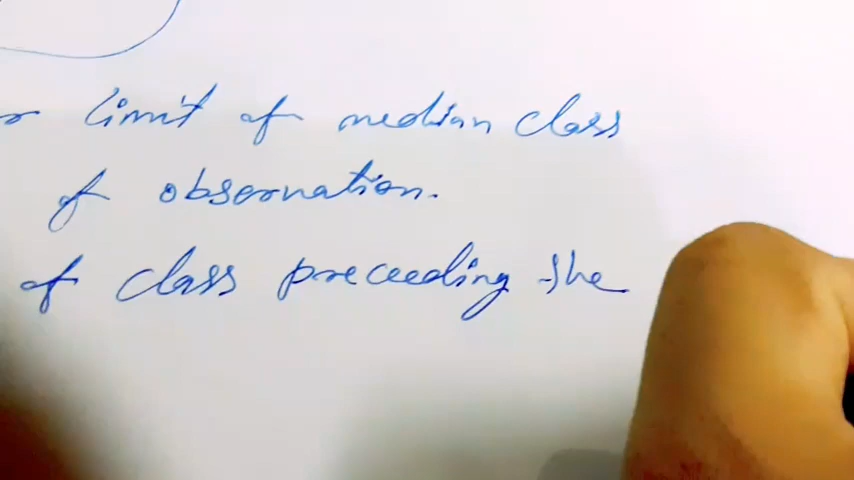 r limit of median class
of observation.
of class preceeding the